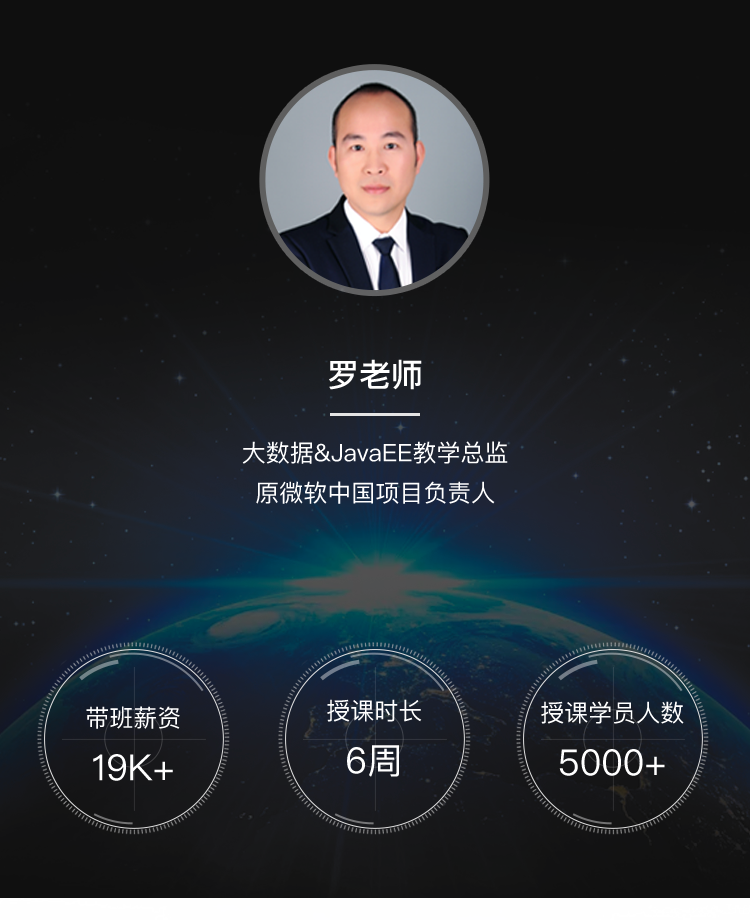 罗老师
大数据&JavaEE教学总监
原微软中国项目负责人
带班薪资
19K+
授课时长
6周
授课学员人数
5000+